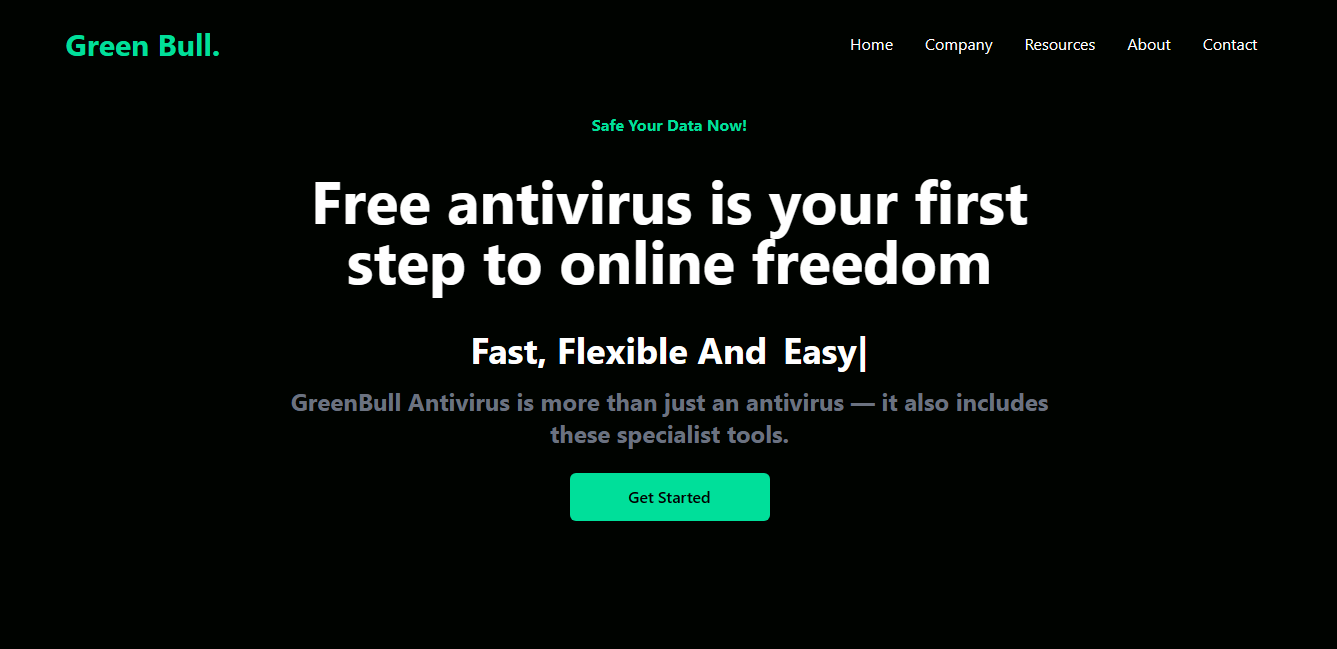 Green Bull.
Home Company Resources About Contact
Safe Your Data Now!
Free antivirus is your first
step to online freedom
Fast, Flexible And Easy|
GreenBull Antivirus is more than just an antivirus — it also includes
these specialist tools.
Get Started